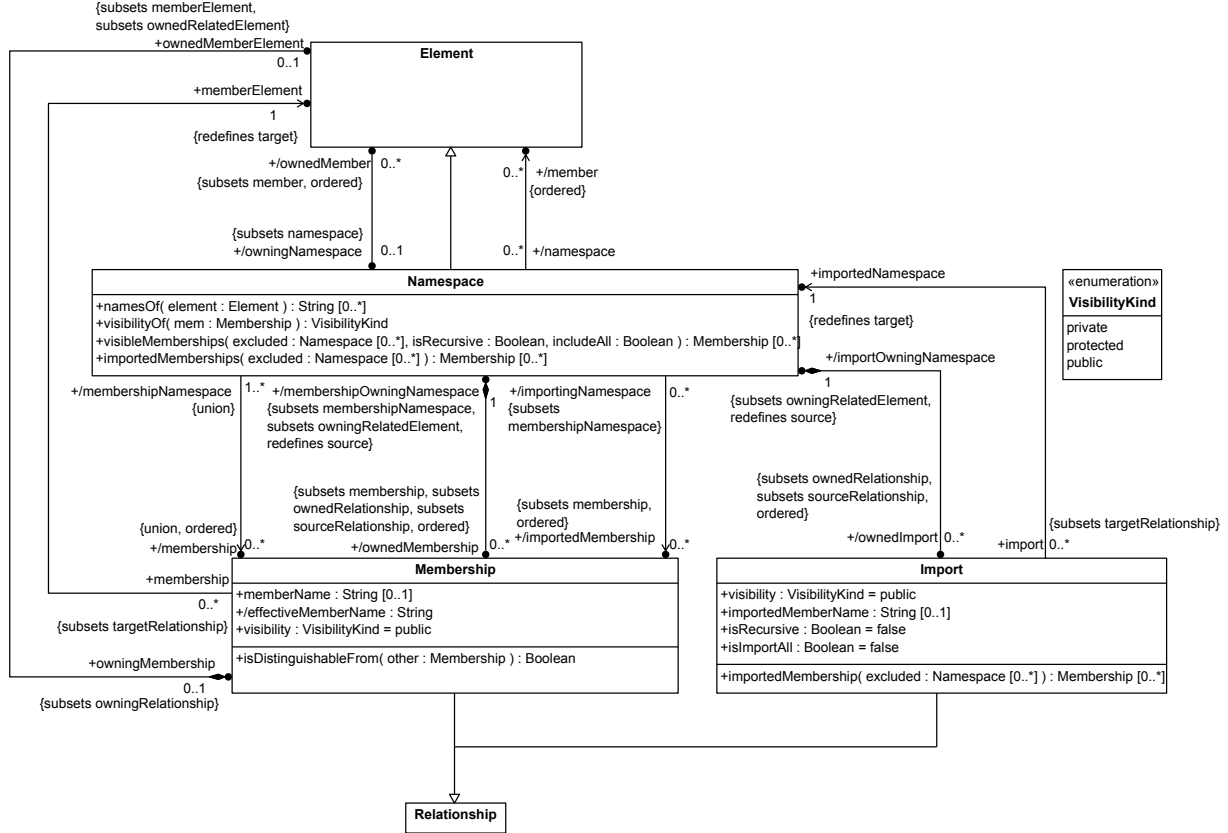 {subsets memberElement,
subsets ownedRelatedElement}
+ownedMemberElement
0..1
Element
+memberElement
1
{redefines target}
+/ownedMember
0..*
{subsets member, ordered}
0..*
+/member
{ordered}
{subsets namespace}
+/owningNamespace
0..1
0..*
+/namespace
Namespace
+namesOf( element : Element ) : String [0..*]
+visibilityOf( mem : Membership ) : VisibilityKind
+visibleMemberships( excluded : Namespace [0..*], isRecursive : Boolean, includeAll : Boolean ) : Membership [0..*]
+importedMemberships( excluded : Namespace [0..*] ) : Membership [0..*]
+importedNamespace
1
{redefines target}
«enumeration»
VisibilityKind
private
protected
public
+/importOwningNamespace
1
{subsets owningRelatedElement,
redefines source}
+/membershipNamespace
1..*
{union}
+/membershipOwningNamespace
1
{subsets membershipNamespace,
subsets owningRelatedElement,
redefines source}
+/importingNamespace
0..*
{subsets
membershipNamespace}
{union, ordered}
+/membership
0..*
{subsets membership, subsets
ownedRelationship, subsets
sourceRelationship, ordered}
+/ownedMembership
0..*
{subsets membership,
ordered}
+/importedMembership
0..*
{subsets ownedRelationship,
subsets sourceRelationship,
ordered}
+/ownedImport
0..*
{subsets targetRelationship}
+import
0..*
Membership
+memberName : String [0..1]
+/effectiveMemberName : String
+visibility : VisibilityKind = public
+isDistinguishableFrom( other : Membership ) : Boolean
+membership
0..*
{subsets targetRelationship}
+owningMembership
0..1
{subsets owningRelationship}
Import
+visibility : VisibilityKind = public
+importedMemberName : String [0..1]
+isRecursive : Boolean = false
+isImportAll : Boolean = false
+importedMembership( excluded : Namespace [0..*] ) : Membership [0..*]
Relationship